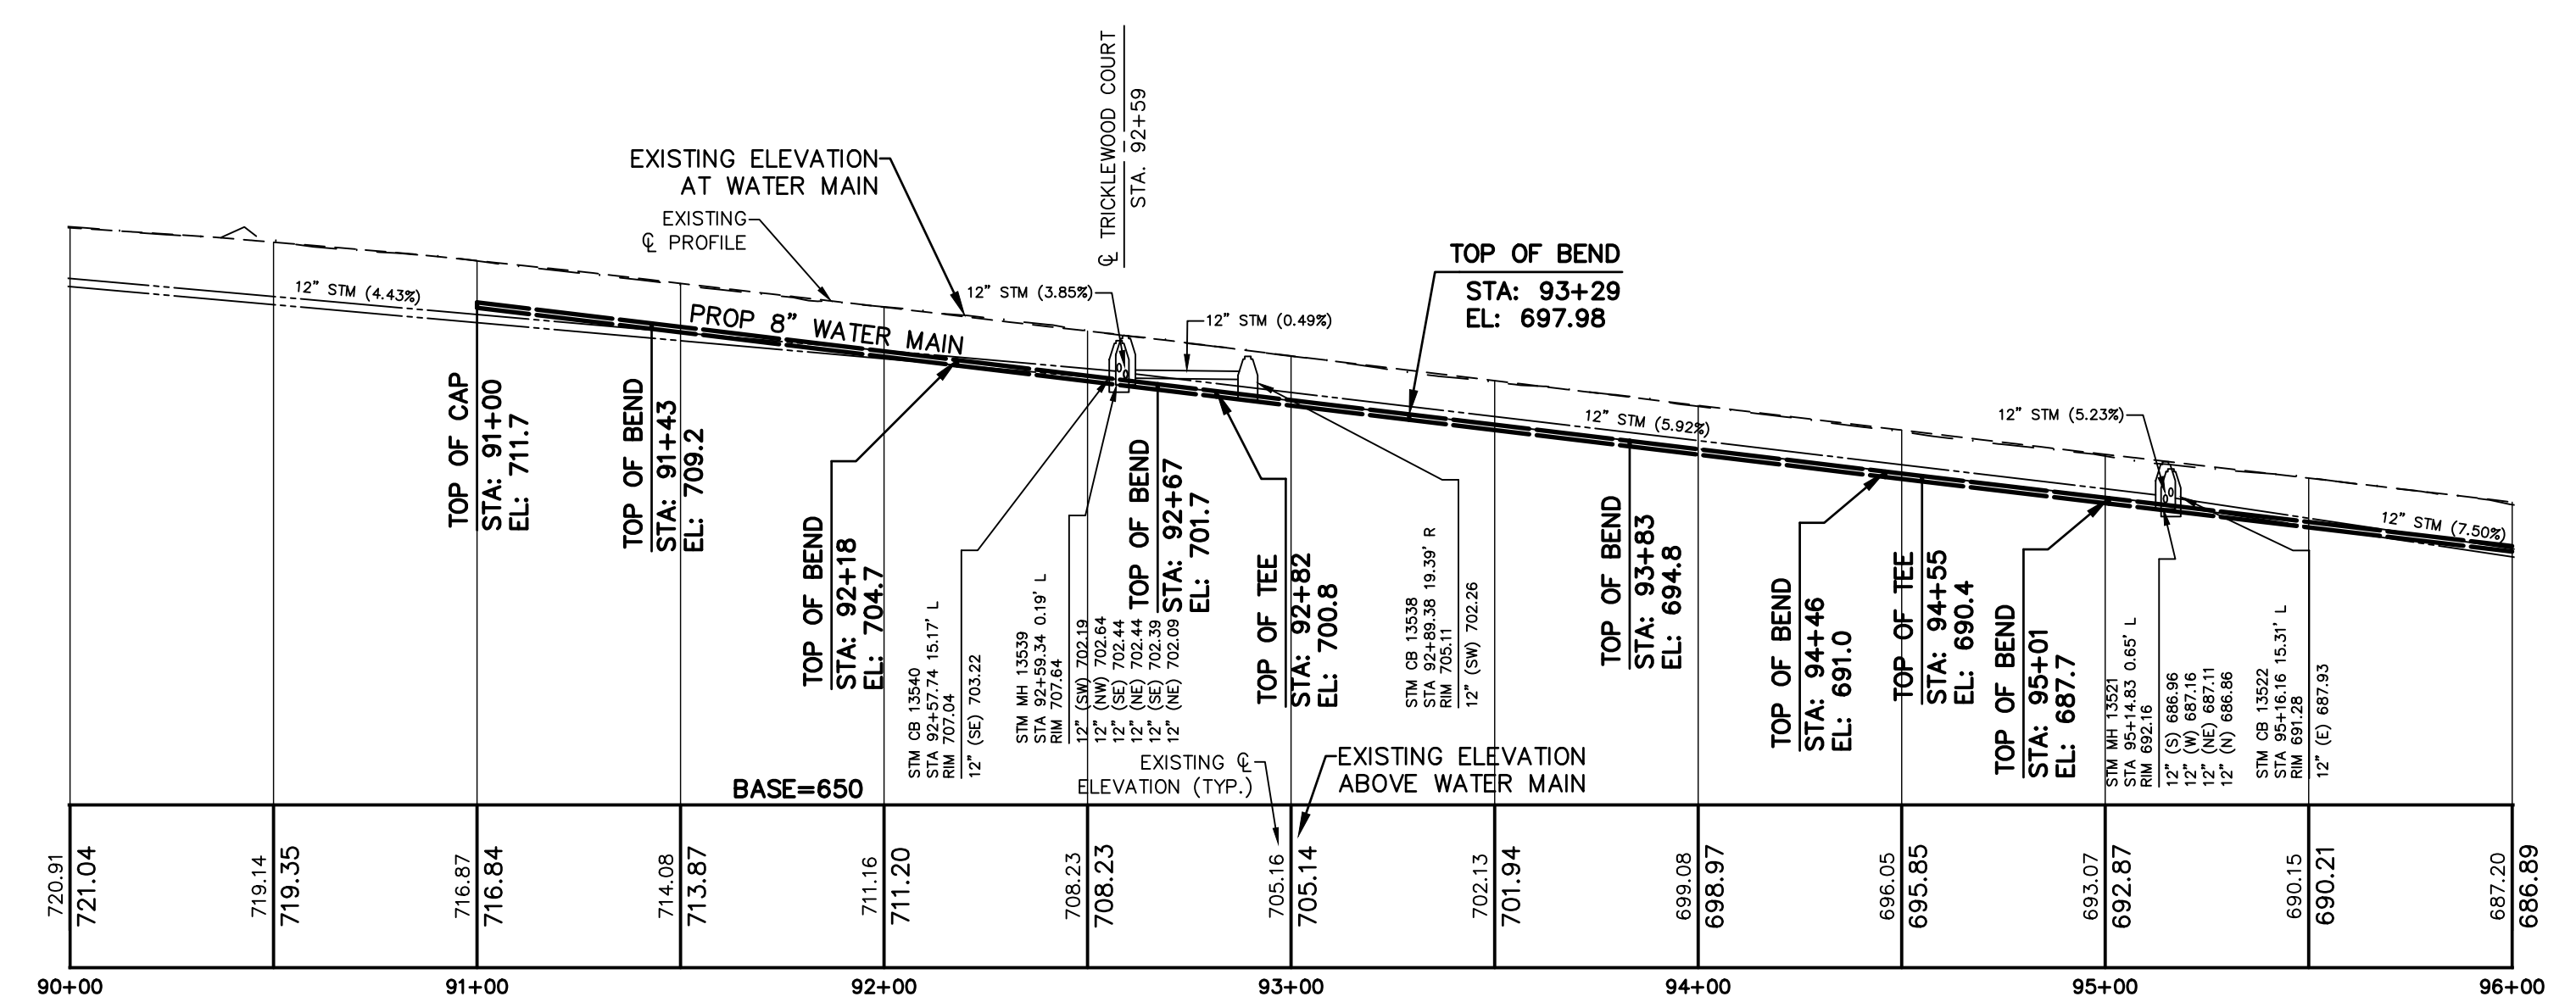 ℄ TRICKLEWOOD COURT
STA. 92+59
EXISTING ELEVATION
AT WATER MAIN
EXISTING
℄ PROFILE
12" STM (4.43%)
PROP 8" WATER MAIN
12" STM (3.85%)
12" STM (0.49%)
TOP OF BEND
STA: 93+29
EL: 697.98
12" STM (5.92%)
12" STM (5.23%)
12" STM (7.50%)
TOP OF CAP
STA: 91+00
EL: 711.7
TOP OF BEND
STA: 91+43
EL: 709.2
TOP OF BEND
STA: 92+18
EL: 704.7
STM CB 13540
STA 92+57.74 15.17' L
RIM 707.04
12" (SE) 703.22
STM MH 13539
STA 92+59.34 0.19' L
RIM 707.64
12" (SW) 702.19
12" (NW) 702.64
12" (SE) 702.44
12" (NE) 702.44
12" (SE) 702.39
12" (NE) 702.09
TOP OF BEND
STA: 92+67
EL: 701.7
TOP OF TEE
STA: 92+82
EL: 700.8
STM CB 13538
STA 92+89.38 19.39' R
RIM 705.11
12" (SW) 702.26
TOP OF BEND
STA: 93+83
EL: 694.8
TOP OF BEND
STA: 94+46
EL: 691.0
TOP OF TEE
STA: 94+55
EL: 690.4
TOP OF BEND
STA: 95+01
EL: 687.7
STM MH 13521
STA 95+14.83 0.65' L
RIM 692.16
12" (S) 686.96
12" (W) 687.16
12" (NE) 687.11
12" (N) 686.86
STM CB 13522
STA 95+16.16 15.31' L
RIM 691.28
12" (E) 687.93
BASE=650
EXISTING ℄
ELEVATION (TYP.)
EXISTING ELEVATION
ABOVE WATER MAIN
720.91
721.04
719.14
719.35
716.87
716.84
714.08
713.87
711.16
711.20
708.23
708.23
705.16
705.14
702.13
701.94
699.08
698.97
696.05
695.85
693.07
692.87
690.15
690.21
687.20
686.89
90+00
91+00
92+00
93+00
94+00
95+00
96+00